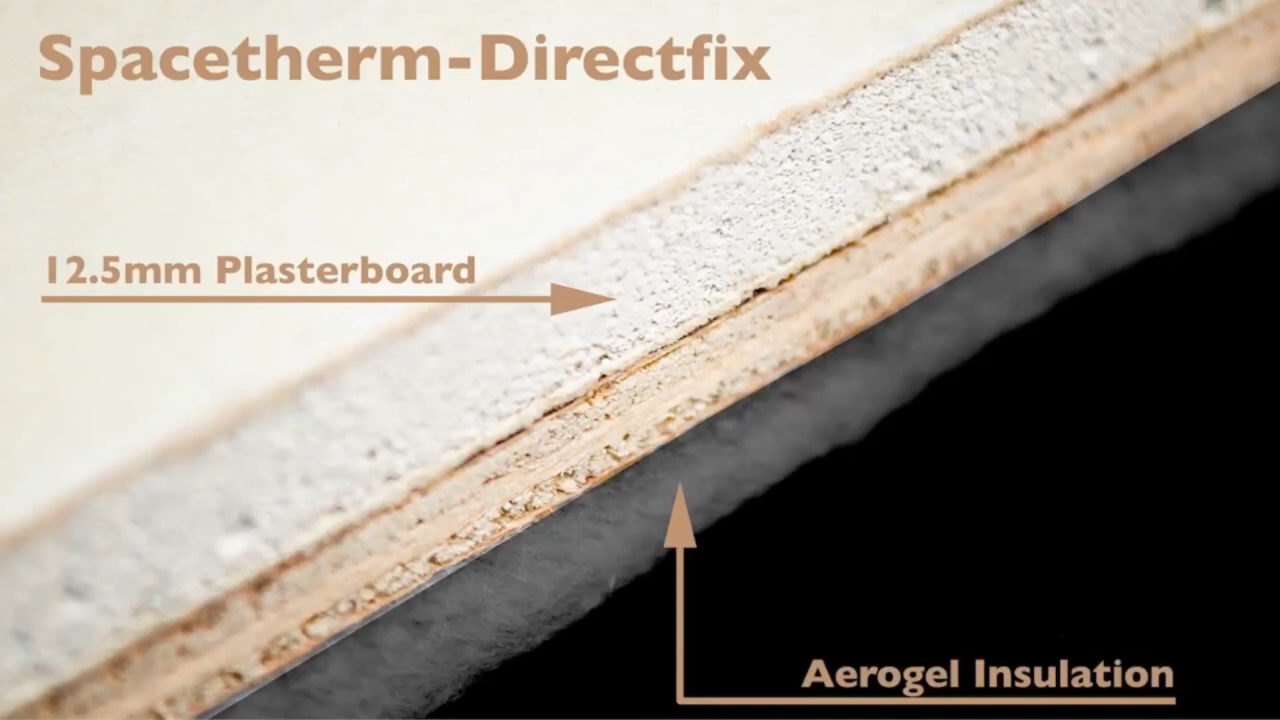 Spacetherm-Directfix
12.5mm Plasterboard
Aerogel Insulation